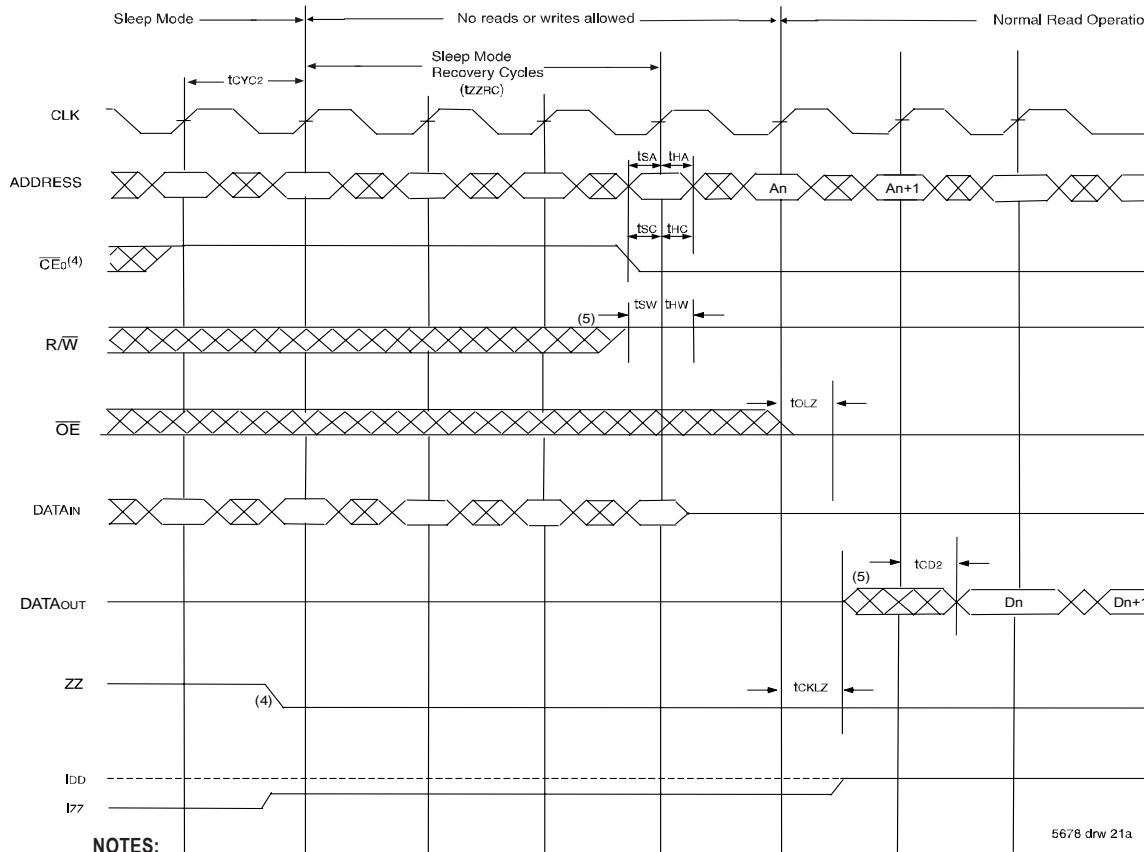 Sleep Mode
No reads or writes allowed
Normal Read Operatio
Sleep Mode
Recovery Cycles
(tZZRC)
tCYC2
CLK
tSA
tHA
ADDRESS
An
An+1
tSC
tHC
CE0(4)
tSW
tHW
(5)
R/W
tOLZ
OE
DATAIN
tCD2
(5)
DATAOUT
Dn
Dn+1
ZZ
(4)
tCKLZ
IDD
IZZ
5678 drw 21a
NOTES: